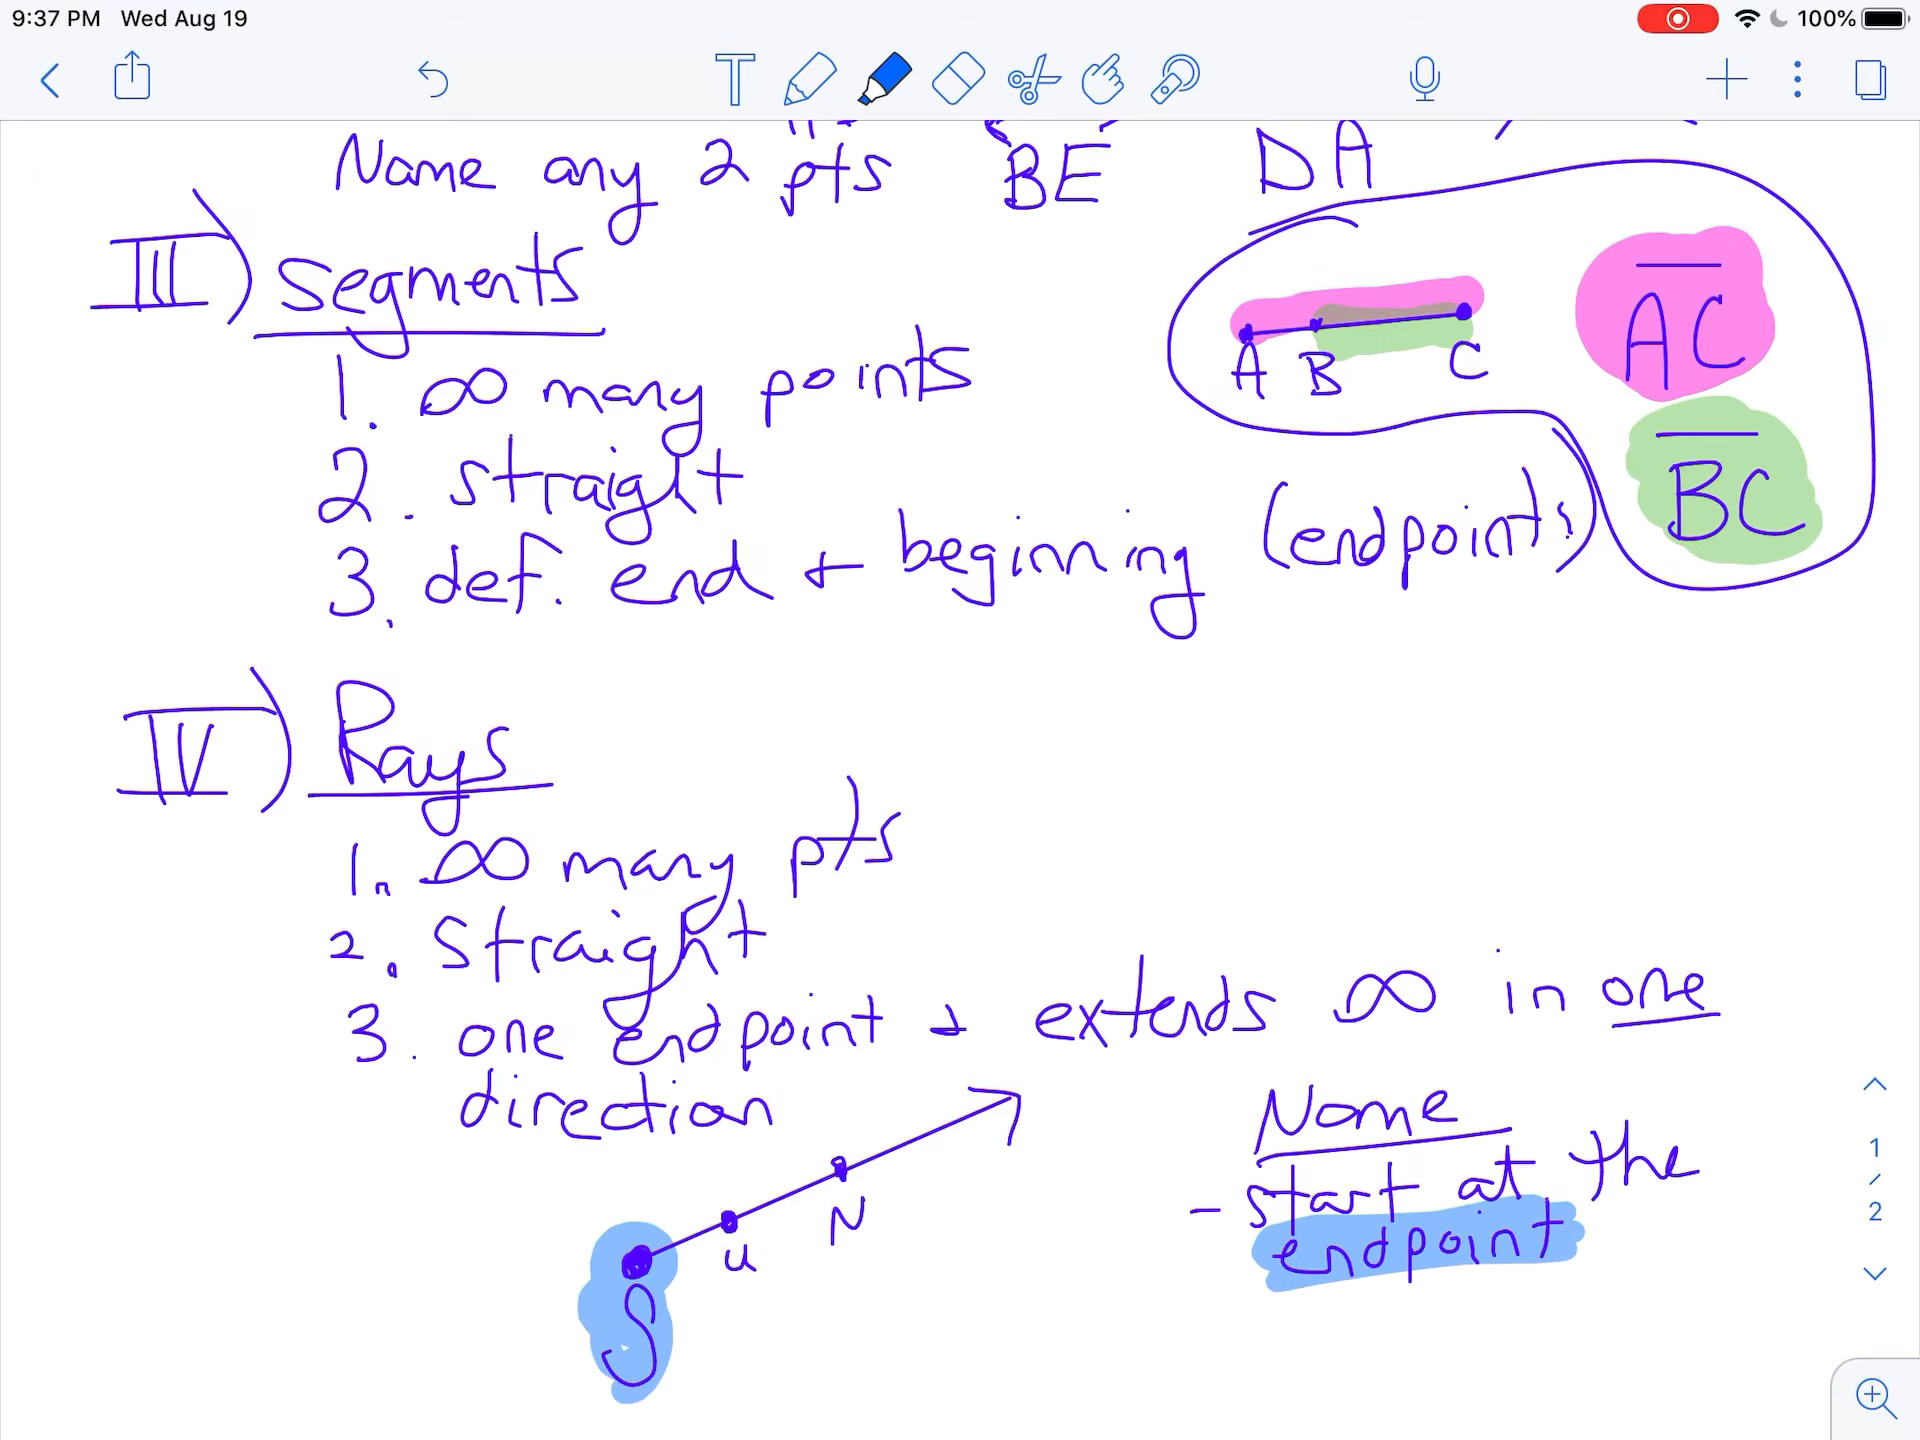 9:37 PM Wed Aug 19
100%
Name any 2 pts BE DA
III) segments
1. ∞ many points
2. straight
3. def. end + beginning (endpoints)
A B C
AC
BC
IV) Rays
1. ∞ many pts
2. straight
3. one endpoint + extends ∞ in one
direction
S U N
Name
- start at the
endpoint
1
/
2